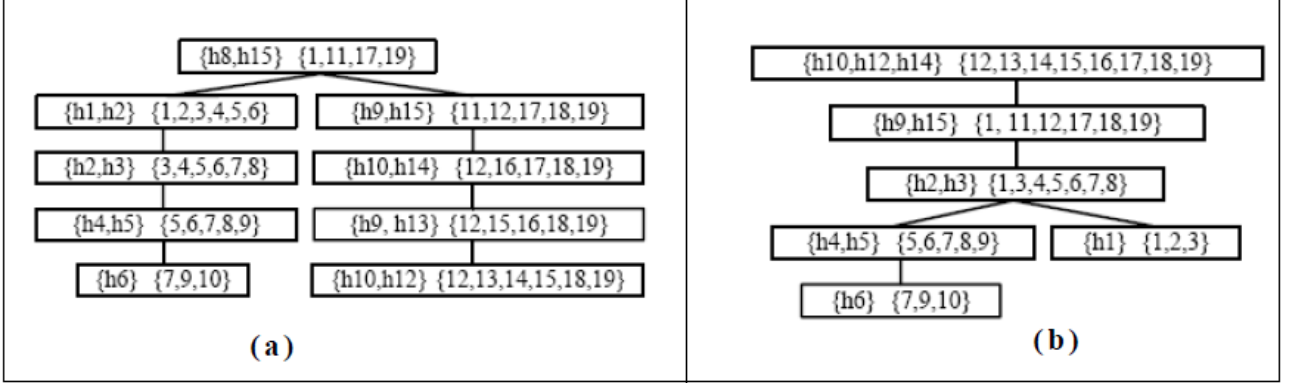 {h8,h15} {1,11,17,19}
{h1,h2} {1,2,3,4,5,6}
{h9,h15} {11,12,17,18,19}
{h2,h3} {3,4,5,6,7,8}
{h10,h14} {12,16,17,18,19}
{h4,h5} {5,6,7,8,9}
{h9, h13} {12,15,16,18,19}
{h6} {7,9,10}
{h10,h12} {12,13,14,15,18,19}
(a)
{h10,h12,h14} {12,13,14,15,16,17,18,19}
{h9,h15} {1, 11,12,17,18,19}
{h2,h3} {1,3,4,5,6,7,8}
{h4,h5} {5,6,7,8,9}
{h1} {1,2,3}
{h6} {7,9,10}
(b)